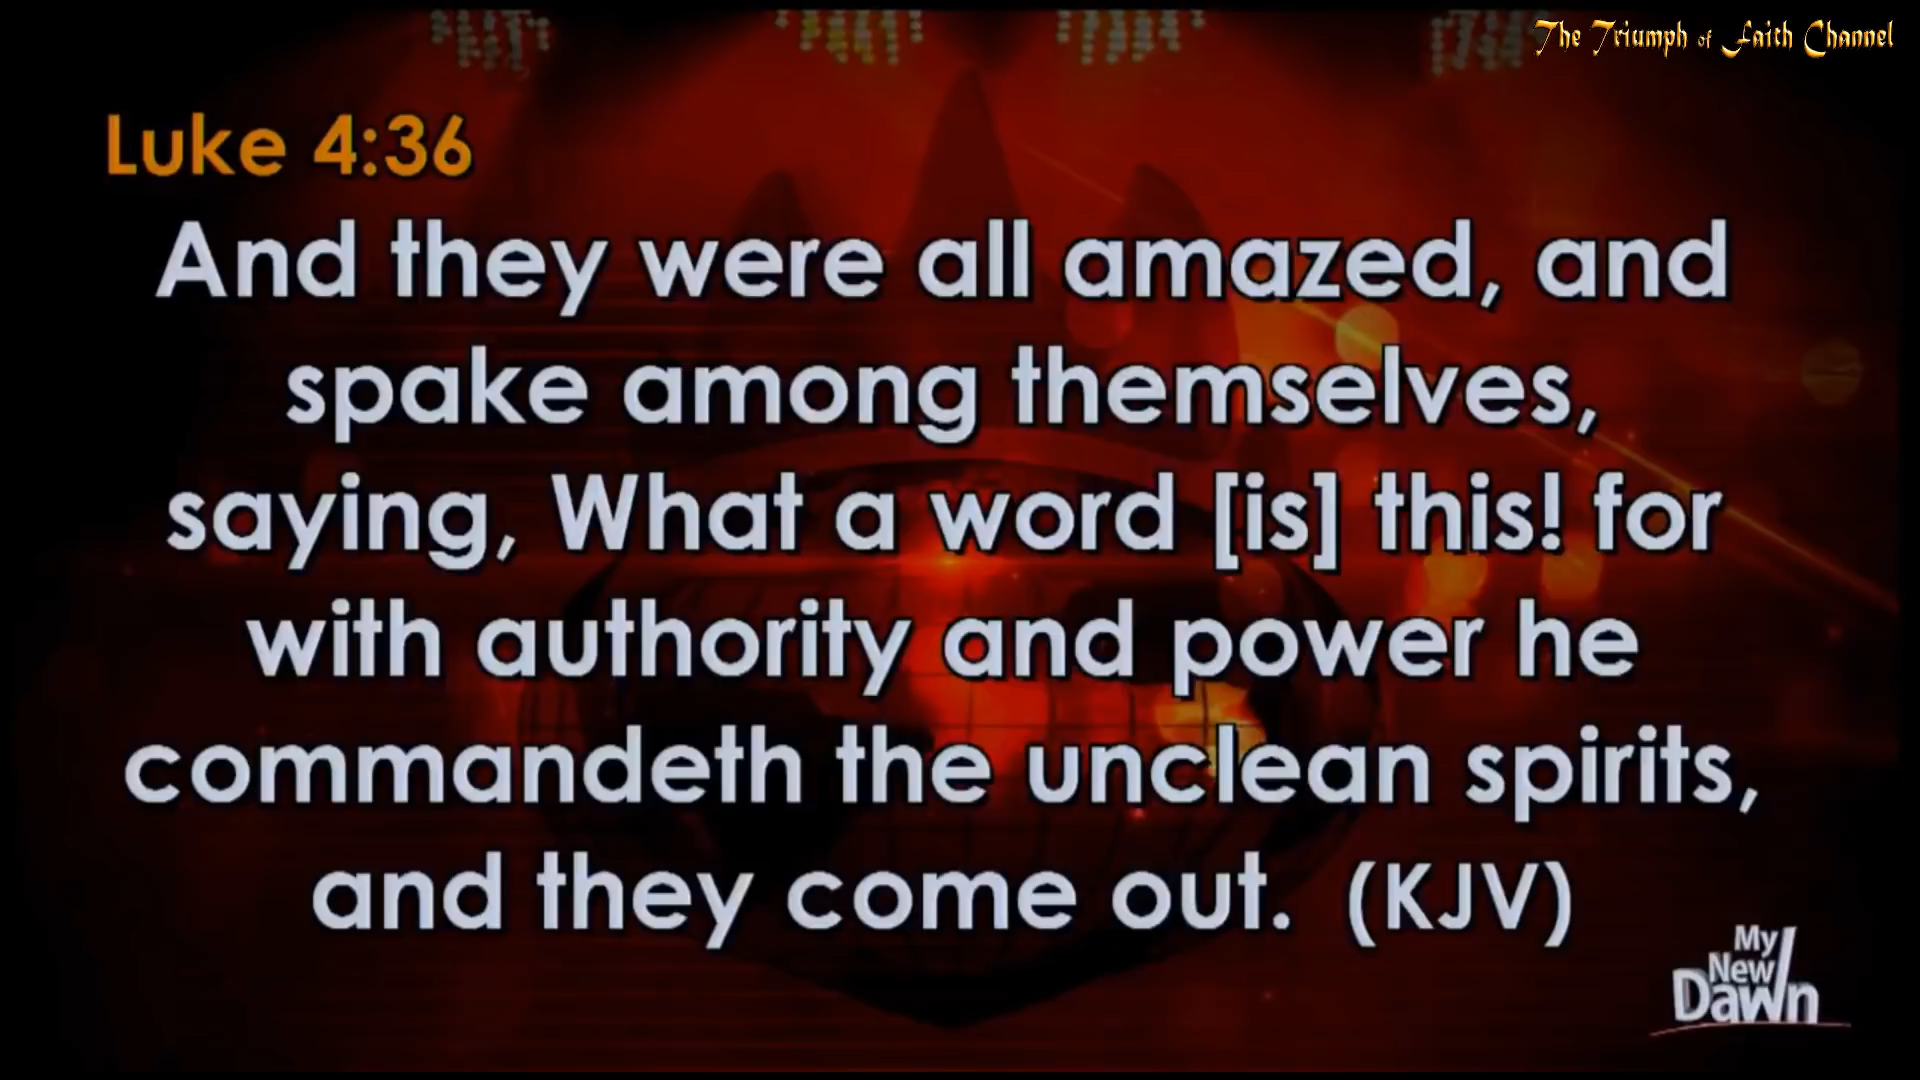 The Triumph of Faith Channel
Luke 4:36
And they were all amazed, and
spake among themselves,
saying, What a word [is] this! for
with authority and power he
commandeth the unclean spirits,
and they come out. (KJV)
My
New
Dawn